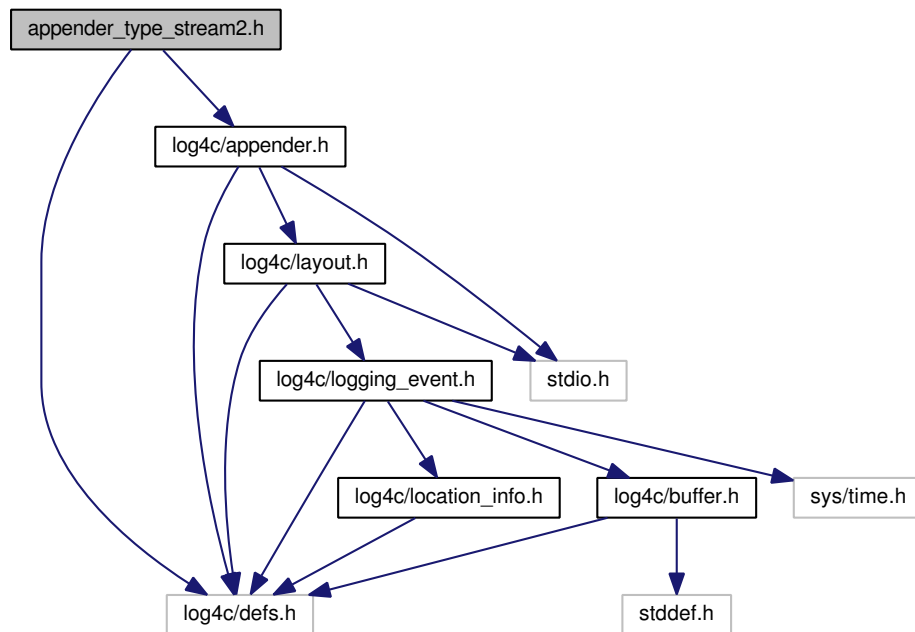 appender_type_stream2.h
log4c/appender.h
log4c/layout.h
log4c/logging_event.h
stdio.h
log4c/location_info.h
log4c/buffer.h
sys/time.h
log4c/defs.h
stddef.h